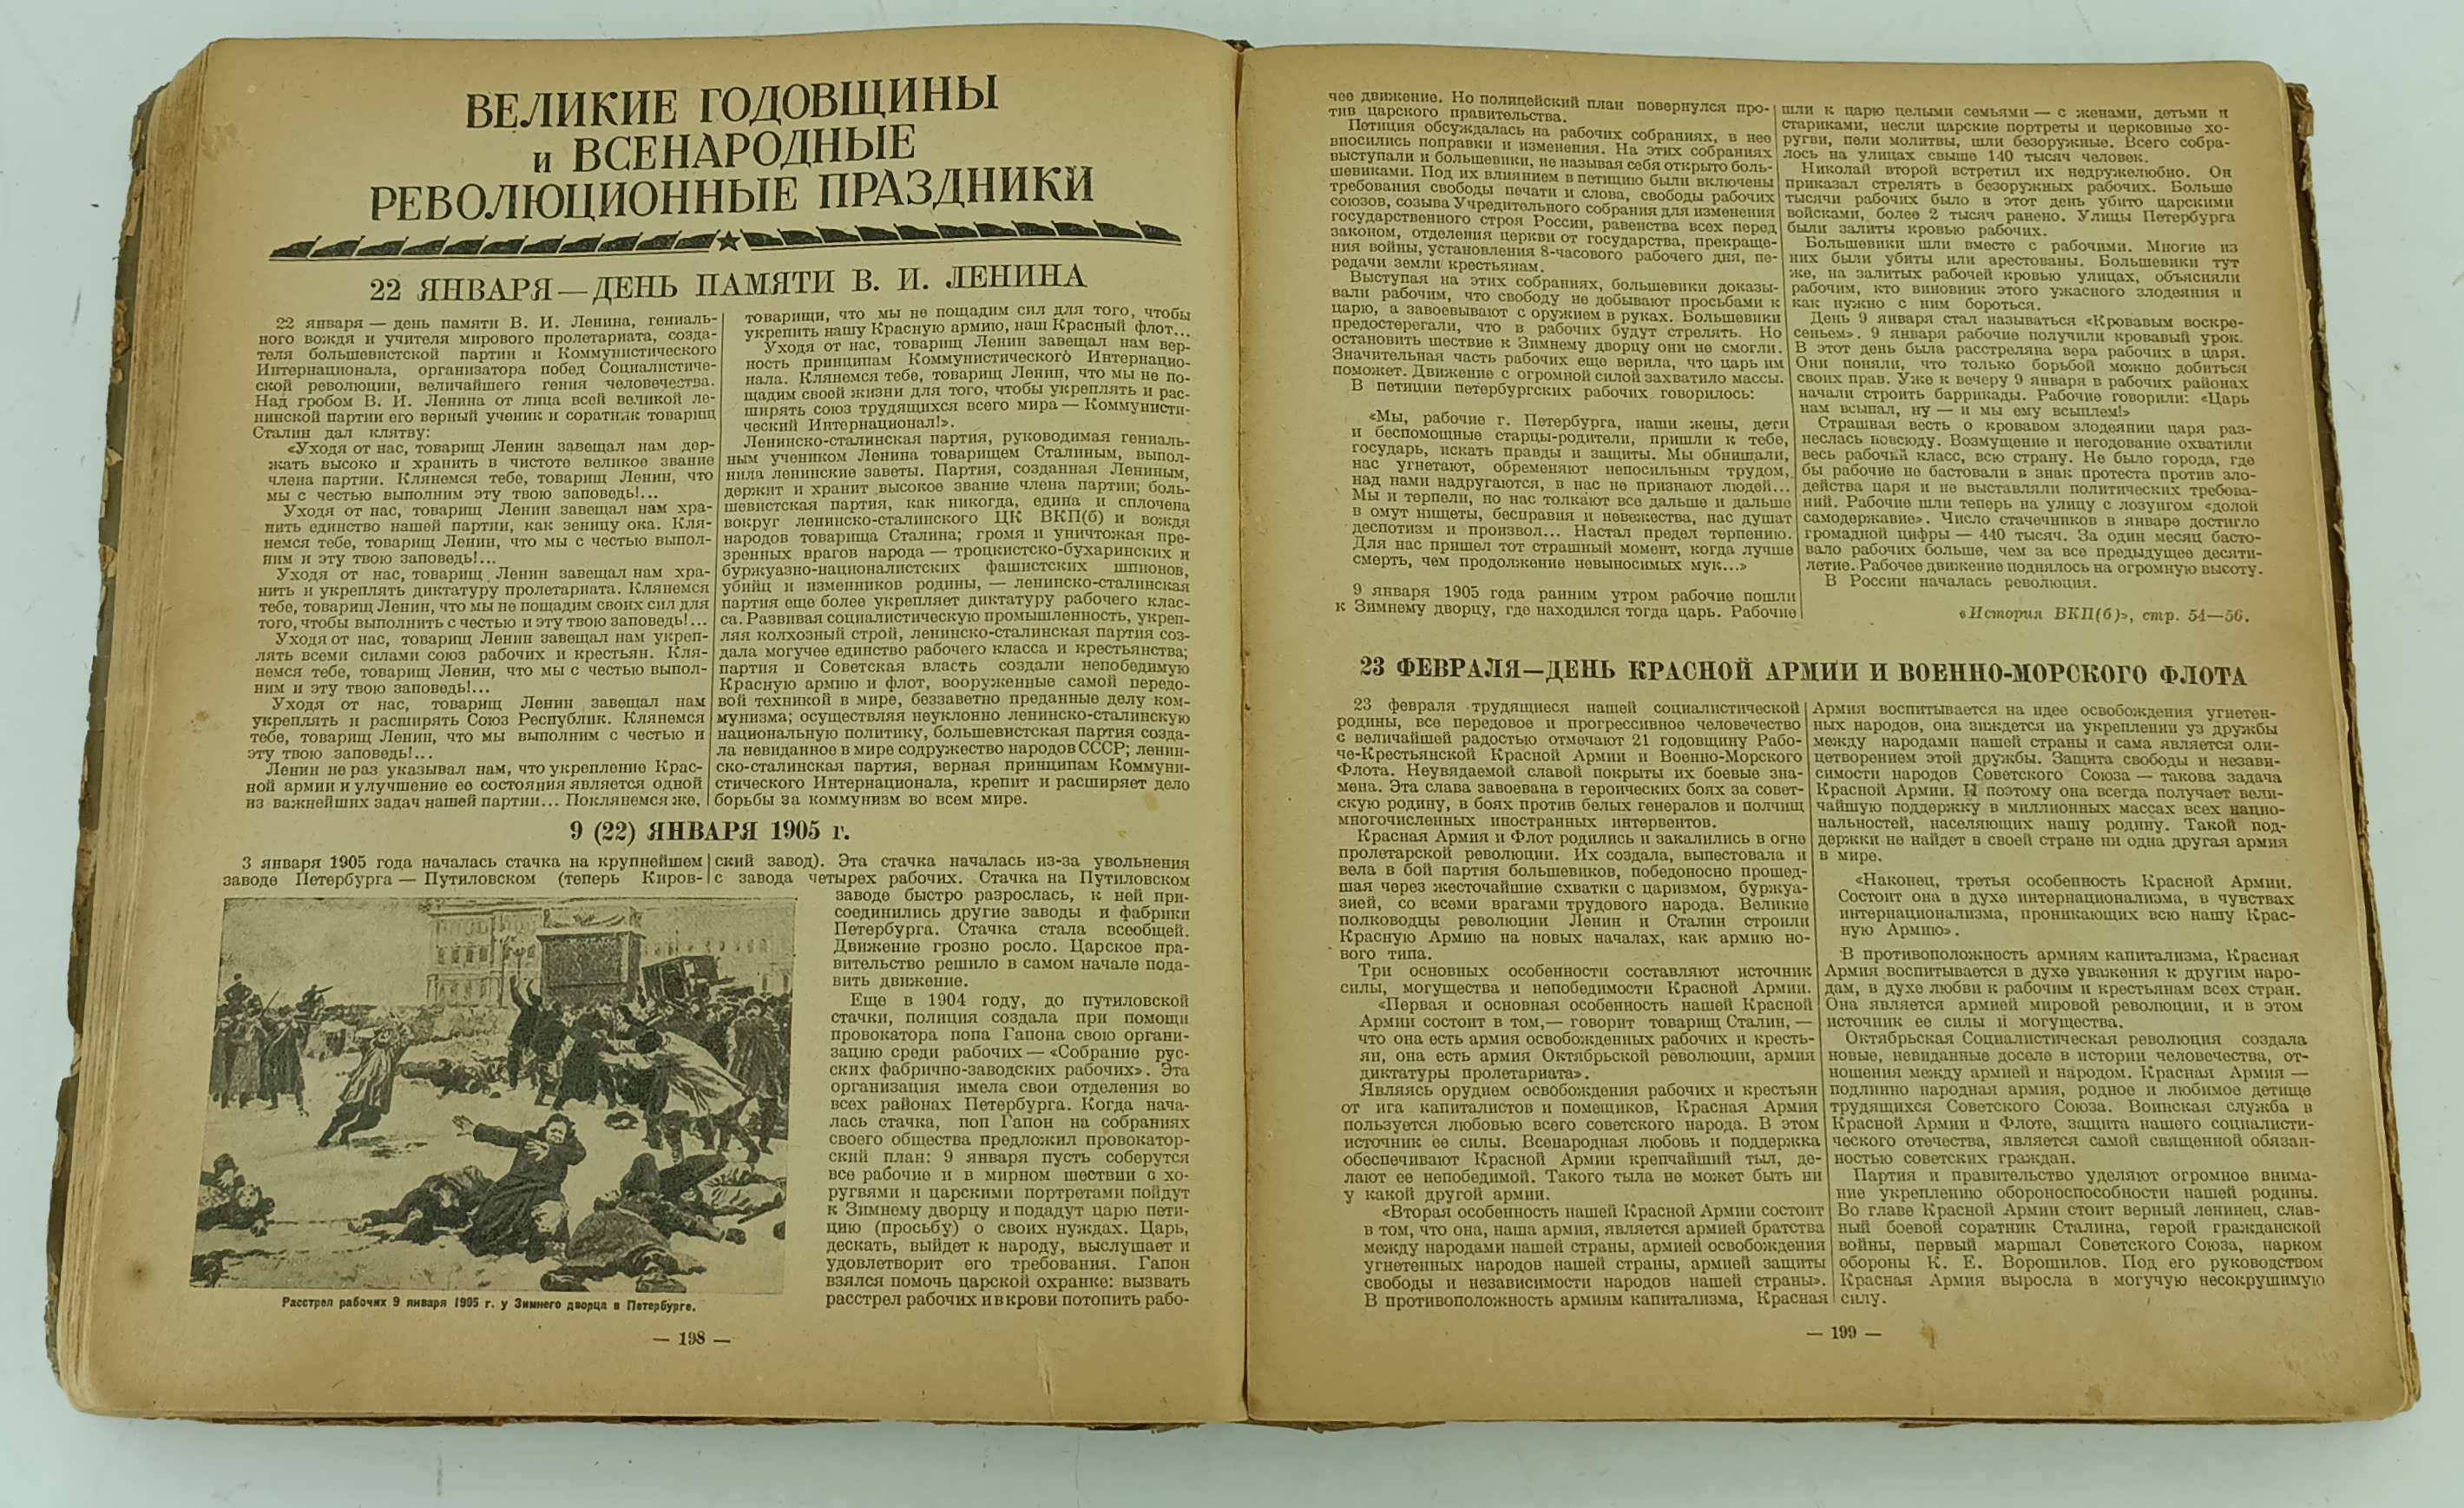 ВЕЛИКИЕ ГОДОВЩИНЫ
и ВСЕНАРОДНЫЕ
РЕВОЛЮЦИОННЫЕ ПРАЗДНИКИ
22 ЯНВАРЯ—ДЕНЬ ПАМЯТИ В. И. ЛЕНИНА
22 января — день памяти В. И. Ленина, гениаль-
ного вождя и учителя мирового пролетариата, созда-
теля большевистской партии и Коммунистического
Интернационала, организатора побед Социалистиче-
ской революции, величайшего гения человечества.
Над гробом В. И. Ленина от лица всей великой ле-
нинской партии его верный ученик и соратник товарищ
Сталин дал клятву:
«Уходя от нас, товарищ Ленин завещал нам дер-
жать высоко и хранить в чистоте великое звание
члена партии. Клянемся тебе, товарищ Ленин, что
мы с честью выполним эту твою заповедь!...
Уходя от нас, товарищ Ленин завещал нам хра-
нить единство нашей партии, как зеницу ока. Кля-
немся тебе, товарищ Ленин, что мы с честью выпол-
ним и эту твою заповедь!...
Уходя от нас, товарищ Ленин завещал нам хра-
нить и укреплять диктатуру пролетариата. Клянемся
тебе, товарищ Ленин, что мы не пощадим своих сил для
того, чтобы выполнить с честью и эту твою заповедь!...
Уходя от нас, товарищ Ленин завещал нам укреп-
лять всеми силами союз рабочих и крестьян. Кля-
немся тебе, товарищ Ленин, что мы с честью выпол-
ним и эту твою заповедь!...
Уходя от нас, товарищ Ленин завещал нам
укреплять и расширять Союз Республик. Клянемся
тебе, товарищ Ленин, что мы выполним с честью и
эту твою заповедь!...
Ленин не раз указывал нам, что укрепление Крас-
ной армии и улучшение ее состояния является одной
из важнейших задач нашей партии... Поклянемся же,
товарищи, что мы не пощадим сил для того, чтобы
укрепить нашу Красную армию, наш Красный флот...
Уходя от нас, товарищ Ленин завещал нам вер-
ность принципам Коммунистического Интернацио-
нала. Клянемся тебе, товарищ Ленин, что мы не по-
щадим своей жизни для того, чтобы укреплять и рас-
ширять союз трудящихся всего мира — Коммунисти-
ческий Интернационал!».
Ленинско-сталинская партия, руководимая гениаль-
ным учеником Ленина товарищем Сталиным, выпол-
нила ленинские заветы. Партия, созданная Лениным,
держит и хранит высокое звание члена партии; боль-
шевистская партия, как никогда, едина и сплочена
вокруг ленинско-сталинского ЦК ВКП(б) и вождя
народов товарища Сталина; громя и уничтожая пре-
зренных врагов народа — троцкистско-бухаринских и
буржуазно-националистских фашистских шпионов,
убийц и изменников родины, — ленинско-сталинская
партия еще более укрепляет диктатуру рабочего клас-
са. Развивая социалистическую промышленность, укреп-
ляя колхозный строй, ленинско-сталинская партия соз-
дала могучее единство рабочего класса и крестьянства;
партия и Советская власть создали непобедимую
Красную армию и флот, вооруженные самой передо-
вой техникой в мире, беззаветно преданные делу ком-
мунизма; осуществляя неуклонно ленинско-сталинскую
национальную политику, большевистская партия созда-
ла невиданное в мире содружество народов СССР; ленин-
ско-сталинская партия, верная принципам Коммуни-
стического Интернационала, крепит и расширяет дело
борьбы за коммунизм во всем мире.
9 (22) ЯНВАРЯ 1905 г.
3 января 1905 года началась стачка на крупнейшем
заводе Петербурга — Путиловском (теперь Киров-
ский завод). Эта стачка началась из-за увольнения
с завода четырех рабочих. Стачка на Путиловском
заводе быстро разрослась, к ней при-
соединились другие заводы и фабрики
Петербурга. Стачка стала всеобщей.
Движение грозно росло. Царское пра-
вительство решило в самом начале пода-
вить движение.
Еще в 1904 году, до путиловской
стачки, полиция создала при помощи
провокатора попа Гапона свою органи-
зацию среди рабочих — «Собрание рус-
ских фабрично-заводских рабочих». Эта
организация имела свои отделения во
всех районах Петербурга. Когда нача-
лась стачка, поп Гапон на собраниях
своего общества предложил провокатор-
ский план: 9 января пусть соберутся
все рабочие и в мирном шествии с хо-
ругвями и царскими портретами пойдут
к Зимнему дворцу и подадут царю пети-
цию (просьбу) о своих нуждах. Царь,
дескать, выйдет к народу, выслушает и
удовлетворит его требования. Гапон
взялся помочь царской охранке: вызвать
расстрел рабочих и в крови потопить рабо-
Расстрел рабочих 9 января 1905 г. у Зимнего дворца в Петербурге.
— 198 —
чее движение. Но полицейский план повернулся про-
тив царского правительства.
Петиция обсуждалась на рабочих собраниях, в нее
вносились поправки и изменения. На этих собраниях
выступали и большевики, не называя себя открыто боль-
шевиками. Под их влиянием в петицию были включены
требования свободы печати и слова, свободы рабочих
союзов, созыва Учредительного собрания для изменения
государственного строя России, равенства всех перед
законом, отделения церкви от государства, прекраще-
ния войны, установления 8-часового рабочего дня, пе-
редачи земли крестьянам.
Выступая на этих собраниях, большевики доказы-
вали рабочим, что свободу не добывают просьбами к
царю, а завоевывают с оружием в руках. Большевики
предостерегали, что в рабочих будут стрелять. Но
остановить шествие к Зимнему дворцу они не смогли.
Значительная часть рабочих еще верила, что царь им
поможет. Движение с огромной силой захватило массы.
В петиции петербургских рабочих говорилось:
«Мы, рабочие г. Петербурга, наши жены, дети
и беспомощные старцы-родители, пришли к тебе,
государь, искать правды и защиты. Мы обнищали,
нас угнетают, обременяют непосильным трудом,
над нами надругаются, в нас не признают людей...
Мы и терпели, но нас толкают все дальше и дальше
в омут нищеты, бесправия и невежества, нас душат
деспотизм и произвол... Настал предел терпению.
Для нас пришел тот страшный момент, когда лучше
смерть, чем продолжение невыносимых мук...»
9 января 1905 года ранним утром рабочие пошли
к Зимнему дворцу, где находился тогда царь. Рабочие
шли к царю целыми семьями — с женами, детьми и
стариками, несли царские портреты и церковные хо-
ругви, пели молитвы, шли безоружные. Всего собра-
лось на улицах свыше 140 тысяч человек.
Николай второй встретил их недружелюбно. Он
приказал стрелять в безоружных рабочих. Больше
тысячи рабочих было в этот день убито царскими
войсками, более 2 тысяч ранено. Улицы Петербурга
были залиты кровью рабочих.
Большевики шли вместе с рабочими. Многие из
них были убиты или арестованы. Большевики тут
же, на залитых рабочей кровью улицах, объясняли
рабочим, кто виновник этого ужасного злодеяния и
как нужно с ним бороться.
День 9 января стал называться «Кровавым воскре-
сеньем». 9 января рабочие получили кровавый урок.
В этот день была расстреляна вера рабочих в царя.
Они поняли, что только борьбой можно добиться
своих прав. Уже к вечеру 9 января в рабочих районах
начали строить баррикады. Рабочие говорили: «Царь
нам всыпал, ну — и мы ему всыплем!»
Страшная весть о кровавом злодеянии царя раз-
неслась повсюду. Возмущение и негодование охватили
весь рабочий класс, всю страну. Не было города, где
бы рабочие не бастовали в знак протеста против зло-
действа царя и не выставляли политических требова-
ний. Рабочие шли теперь на улицу с лозунгом «долой
самодержавие». Число стачечников в январе достигло
громадной цифры — 440 тысяч. За один месяц басто-
вало рабочих больше, чем за все предыдущее десяти-
летие. Рабочее движение поднялось на огромную высоту.
В России началась революция.
«История ВКП(б)», стр. 54—56.
23 ФЕВРАЛЯ—ДЕНЬ КРАСНОЙ АРМИИ И ВОЕННО-МОРСКОГО ФЛОТА
23 февраля трудящиеся нашей социалистической
родины, все передовое и прогрессивное человечество
с величайшей радостью отмечают 21 годовщину Рабо-
че-Крестьянской Красной Армии и Военно-Морского
Флота. Неувядаемой славой покрыты их боевые зна-
мена. Эта слава завоевана в героических боях за совет-
скую родину, в боях против белых генералов и полчищ
многочисленных иностранных интервентов.
Красная Армия и Флот родились и закалились в огне
пролетарской революции. Их создала, выпестовала и
вела в бой партия большевиков, победоносно прошед-
шая через жесточайшие схватки с царизмом, буржуа-
зией, со всеми врагами трудового народа. Великие
полководцы революции Ленин и Сталин строили
Красную Армию на новых началах, как армию но-
вого типа.
Три основных особенности составляют источник
силы, могущества и непобедимости Красной Армии.
«Первая и основная особенность нашей Красной
Армии состоит в том,— говорит товарищ Сталин, —
что она есть армия освобожденных рабочих и кресть-
ян, она есть армия Октябрьской революции, армия
диктатуры пролетариата».
Являясь орудием освобождения рабочих и крестьян
от ига капиталистов и помещиков, Красная Армия
пользуется любовью всего советского народа. В этом
источник ее силы. Всенародная любовь и поддержка
обеспечивают Красной Армии крепчайший тыл, де-
лают ее непобедимой. Такого тыла не может быть ни
у какой другой армии.
«Вторая особенность нашей Красной Армии состоит
в том, что она, наша армия, является армией братства
между народами нашей страны, армией освобождения
угнетенных народов нашей страны, армией защиты
свободы и независимости народов нашей страны».
В противоположность армиям капитализма, Красная
Армия воспитывается на идее освобождения угнетен-
ных народов, она зиждется на укреплении уз дружбы
между народами нашей страны и сама является оли-
цетворением этой дружбы. Защита свободы и незави-
симости народов Советского Союза — такова задача
Красной Армии. И поэтому она всегда получает вели-
чайшую поддержку в миллионных массах всех нацио-
нальностей, населяющих нашу родину. Такой под-
держки не найдет в своей стране ни одна другая армия
в мире.
«Наконец, третья особенность Красной Армии.
Состоит она в духе интернационализма, в чувствах
интернационализма, проникающих всю нашу Крас-
ную Армию».
В противоположность армиям капитализма, Красная
Армия воспитывается в духе уважения к другим наро-
дам, в духе любви к рабочим и крестьянам всех стран.
Она является армией мировой революции, и в этом
источник ее силы и могущества.
Октябрьская Социалистическая революция создала
новые, невиданные доселе в истории человечества, от-
ношения между армией и народом. Красная Армия —
подлинно народная армия, родное и любимое детище
трудящихся Советского Союза. Воинская служба в
Красной Армии и Флоте, защита нашего социалисти-
ческого отечества, является самой священной обязан-
ностью советских граждан.
Партия и правительство уделяют огромное внима-
ние укреплению обороноспособности нашей родины.
Во главе Красной Армии стоит верный ленинец, слав-
ный боевой соратник Сталина, герой гражданской
войны, первый маршал Советского Союза, нарком
обороны К. Е. Ворошилов. Под его руководством
Красная Армия выросла в могучую несокрушимую
силу.
— 199 —